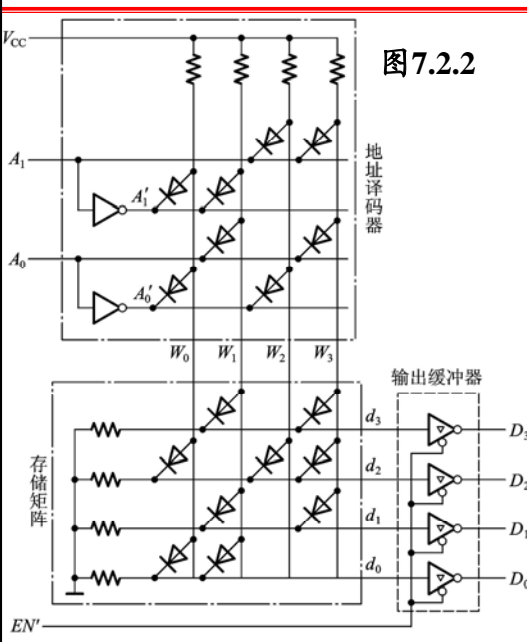 V_CC
图7.2.2
A₁
地址译码器
A₁′
A₀
A₀′
W₀ W₁ W₂ W₃
输出缓冲器
d₃
D₃
存储矩阵
d₂
D₂
d₁
D₁
d₀
D₀
EN′